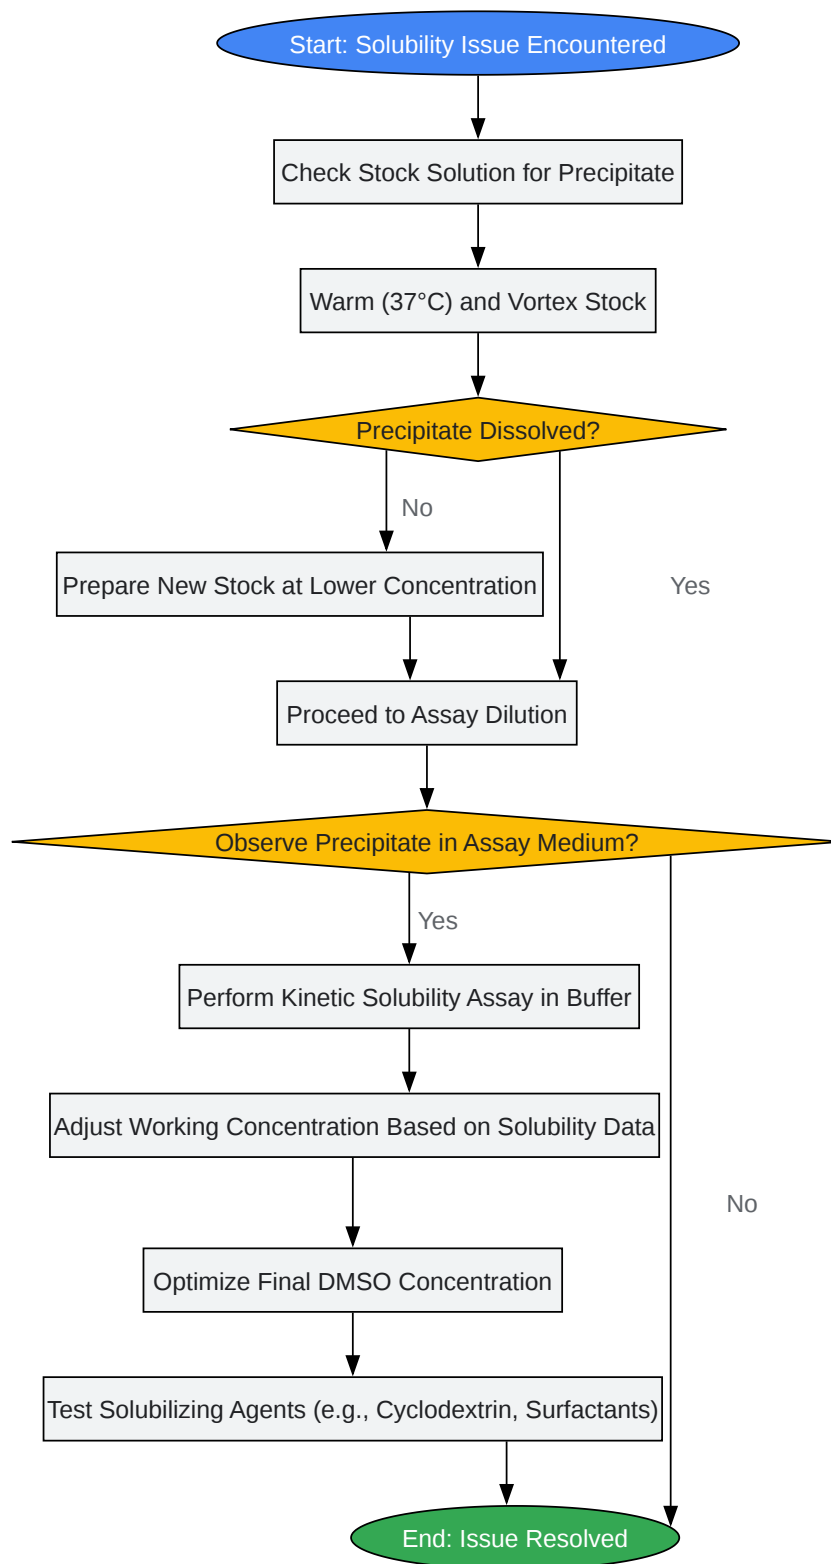 Start: Solubility Issue Encountered
Check Stock Solution for Precipitate
Warm (37°C) and Vortex Stock
Precipitate Dissolved?
No
Prepare New Stock at Lower Concentration
Yes
Proceed to Assay Dilution
Observe Precipitate in Assay Medium?
Yes
Perform Kinetic Solubility Assay in Buffer
Adjust Working Concentration Based on Solubility Data
No
Optimize Final DMSO Concentration
Test Solubilizing Agents (e.g., Cyclodextrin, Surfactants)
End: Issue Resolved